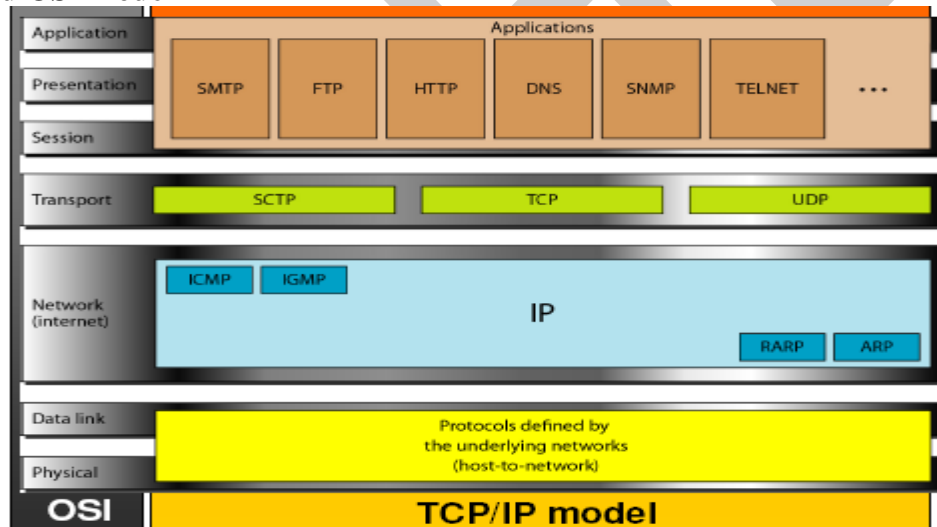 Application
Applications
Presentation
SMTP FTP HTTP DNS SNMP TELNET ...
Session
Transport
SCTP TCP UDP
ICMP IGMP
Network
(internet)
IP
RARP ARP
Data link
Protocols defined by
the underlying networks
(host-to-network)
Physical
OSI TCP/IP model